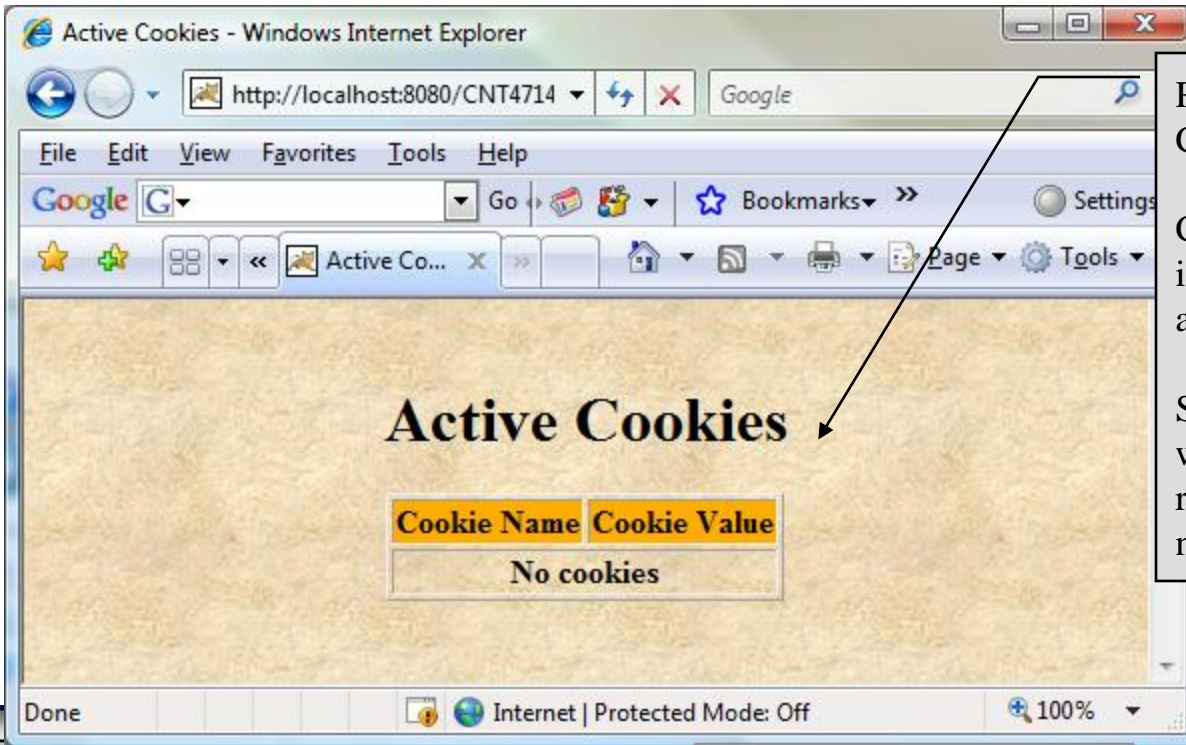 Active Cookies - Windows Internet Explorer
http://localhost:8080/CNT4714
Google
File Edit View Favorites Tools Help
Google G Go Bookmarks Settings
Active Co... Page Tools
Active Cookies
Cookie Name Cookie Value
No cookies
Done Internet | Protected Mode: Off 100%